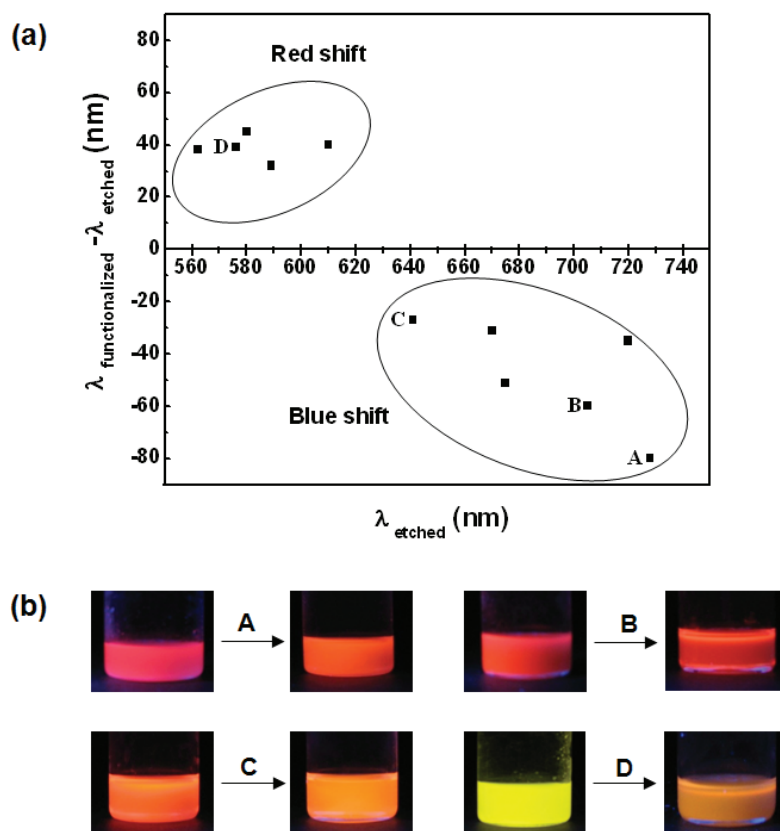 (a)
80
60
40
20
0
-20
-40
-60
-80
λ functionalized -λ etched (nm)
Red shift
D
560 580 600 620 640 660 680 700 720 740
C
B
A
Blue shift
λ etched (nm)
(b)
A
B
C
D